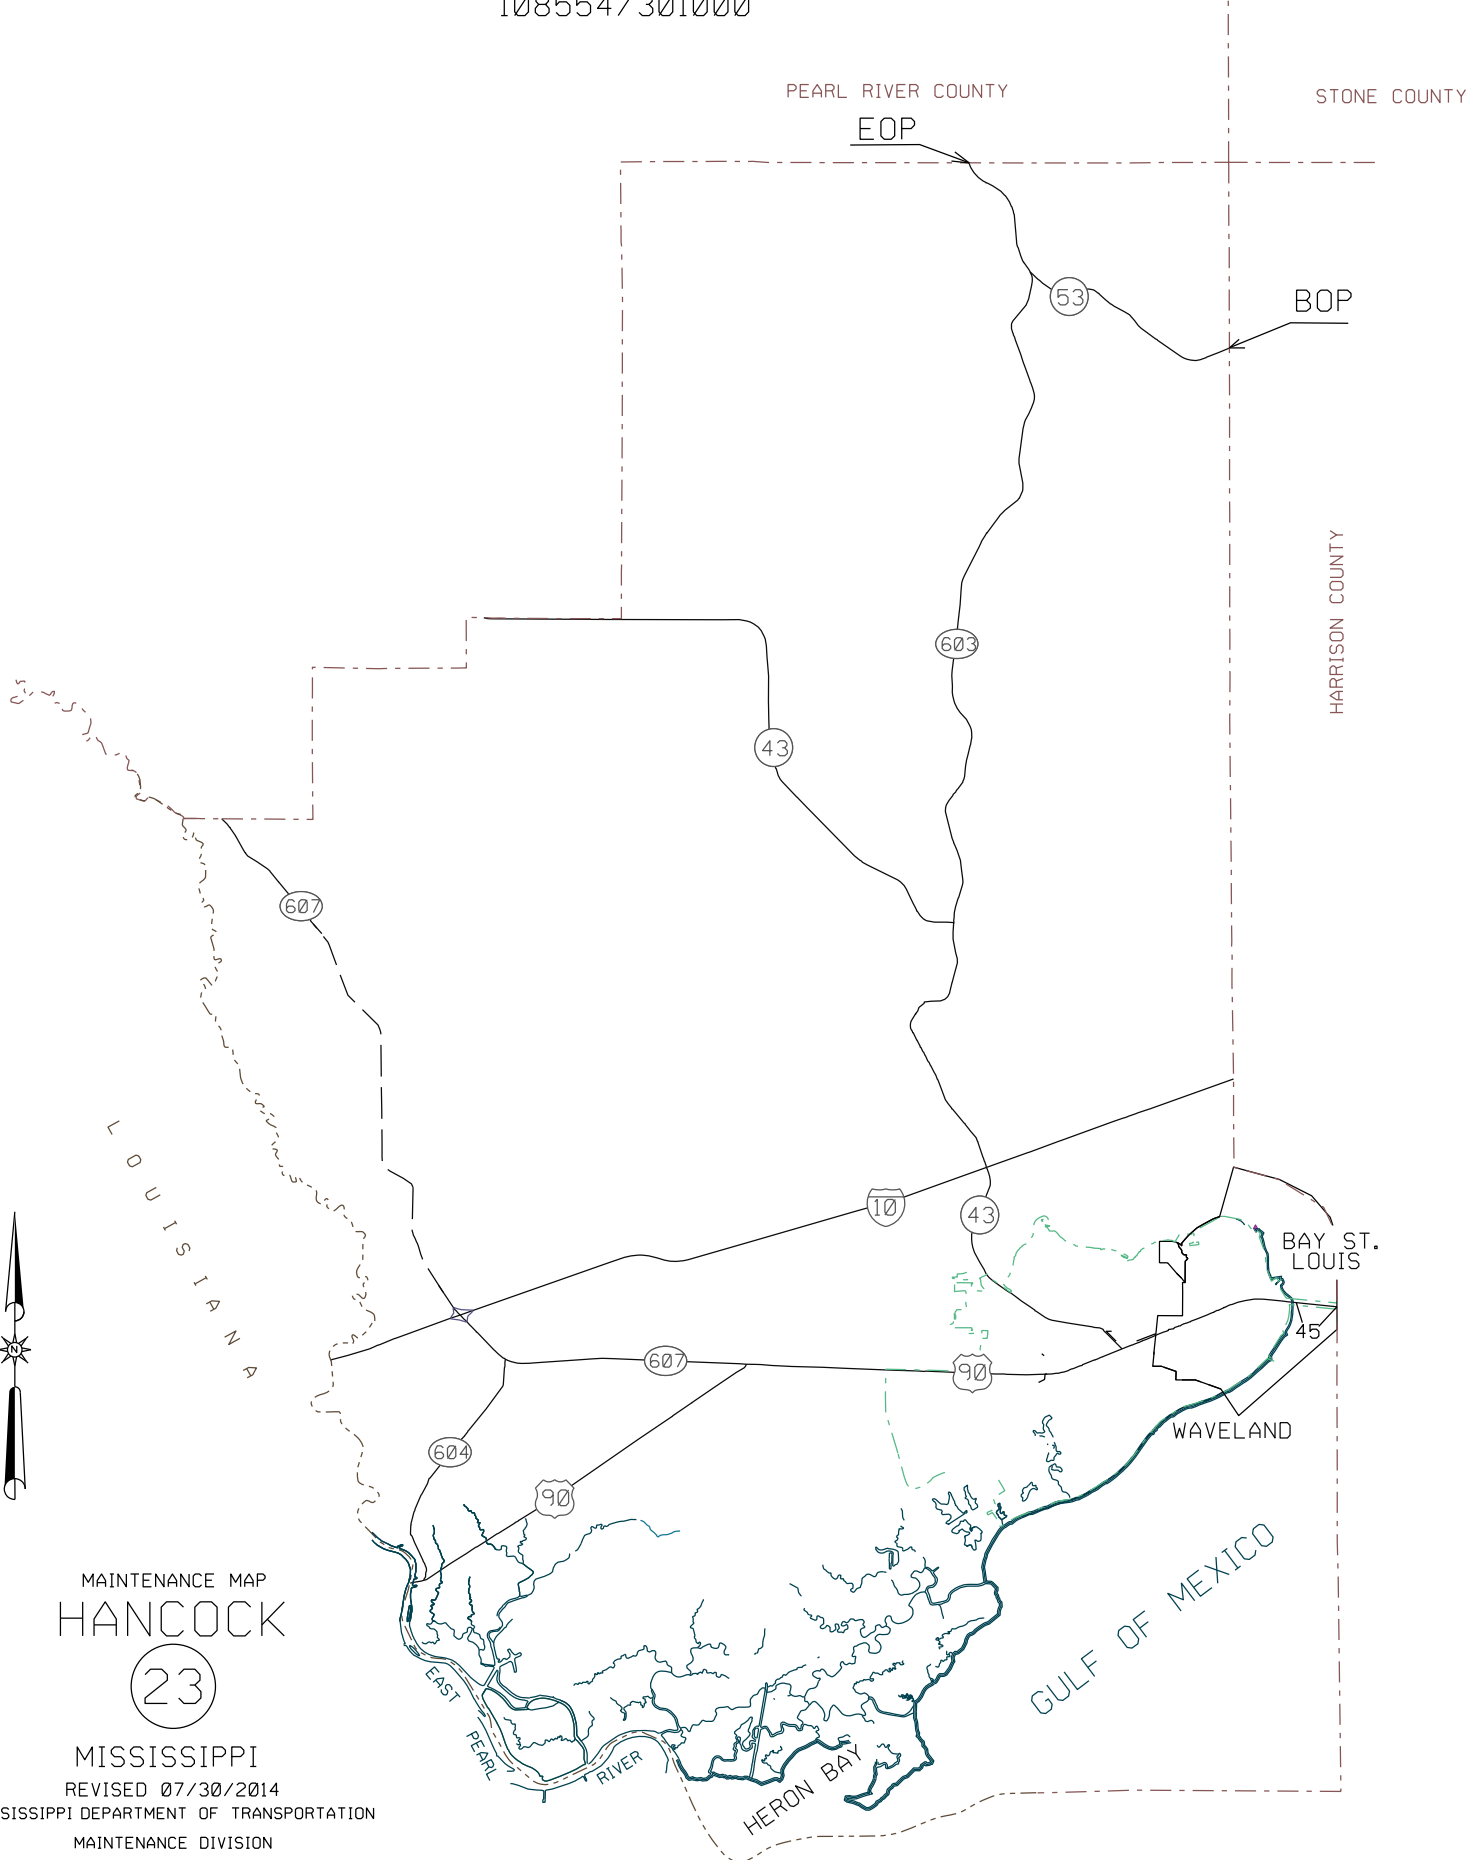 108554/301000
PEARL RIVER COUNTY
STONE COUNTY
EOP
BOP
53
HARRISON COUNTY
603
43
607
LOUISIANA
10
43
BAY ST.
LOUIS
45
607
90
WAVELAND
604
90
GULF OF MEXICO
EAST
PEARL
RIVER
HERON BAY
N
MAINTENANCE MAP
HANCOCK
23
MISSISSIPPI
REVISED 07/30/2014
SISSIPPI DEPARTMENT OF TRANSPORTATION
MAINTENANCE DIVISION